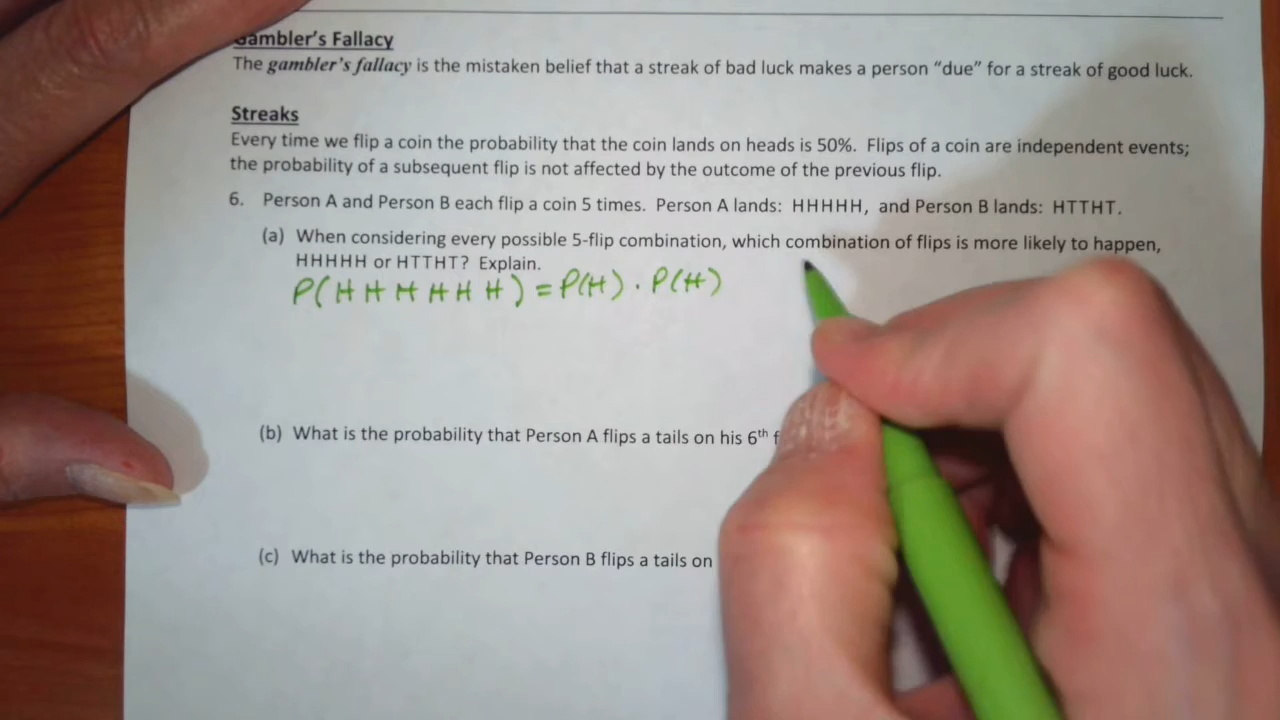 Gambler's Fallacy
The gambler's fallacy is the mistaken belief that a streak of bad luck makes a person "due" for a streak of good luck.
Streaks
Every time we flip a coin the probability that the coin lands on heads is 50%. Flips of a coin are independent events;
the probability of a subsequent flip is not affected by the outcome of the previous flip.
6. Person A and Person B each flip a coin 5 times. Person A lands: HHHHH, and Person B lands: HTTHT.
(a) When considering every possible 5-flip combination, which combination of flips is more likely to happen,
HHHHH or HTTHT? Explain.
P(HHHHHH) = P(H) · P(H)
(b) What is the probability that Person A flips a tails on his 6th f
(c) What is the probability that Person B flips a tails on